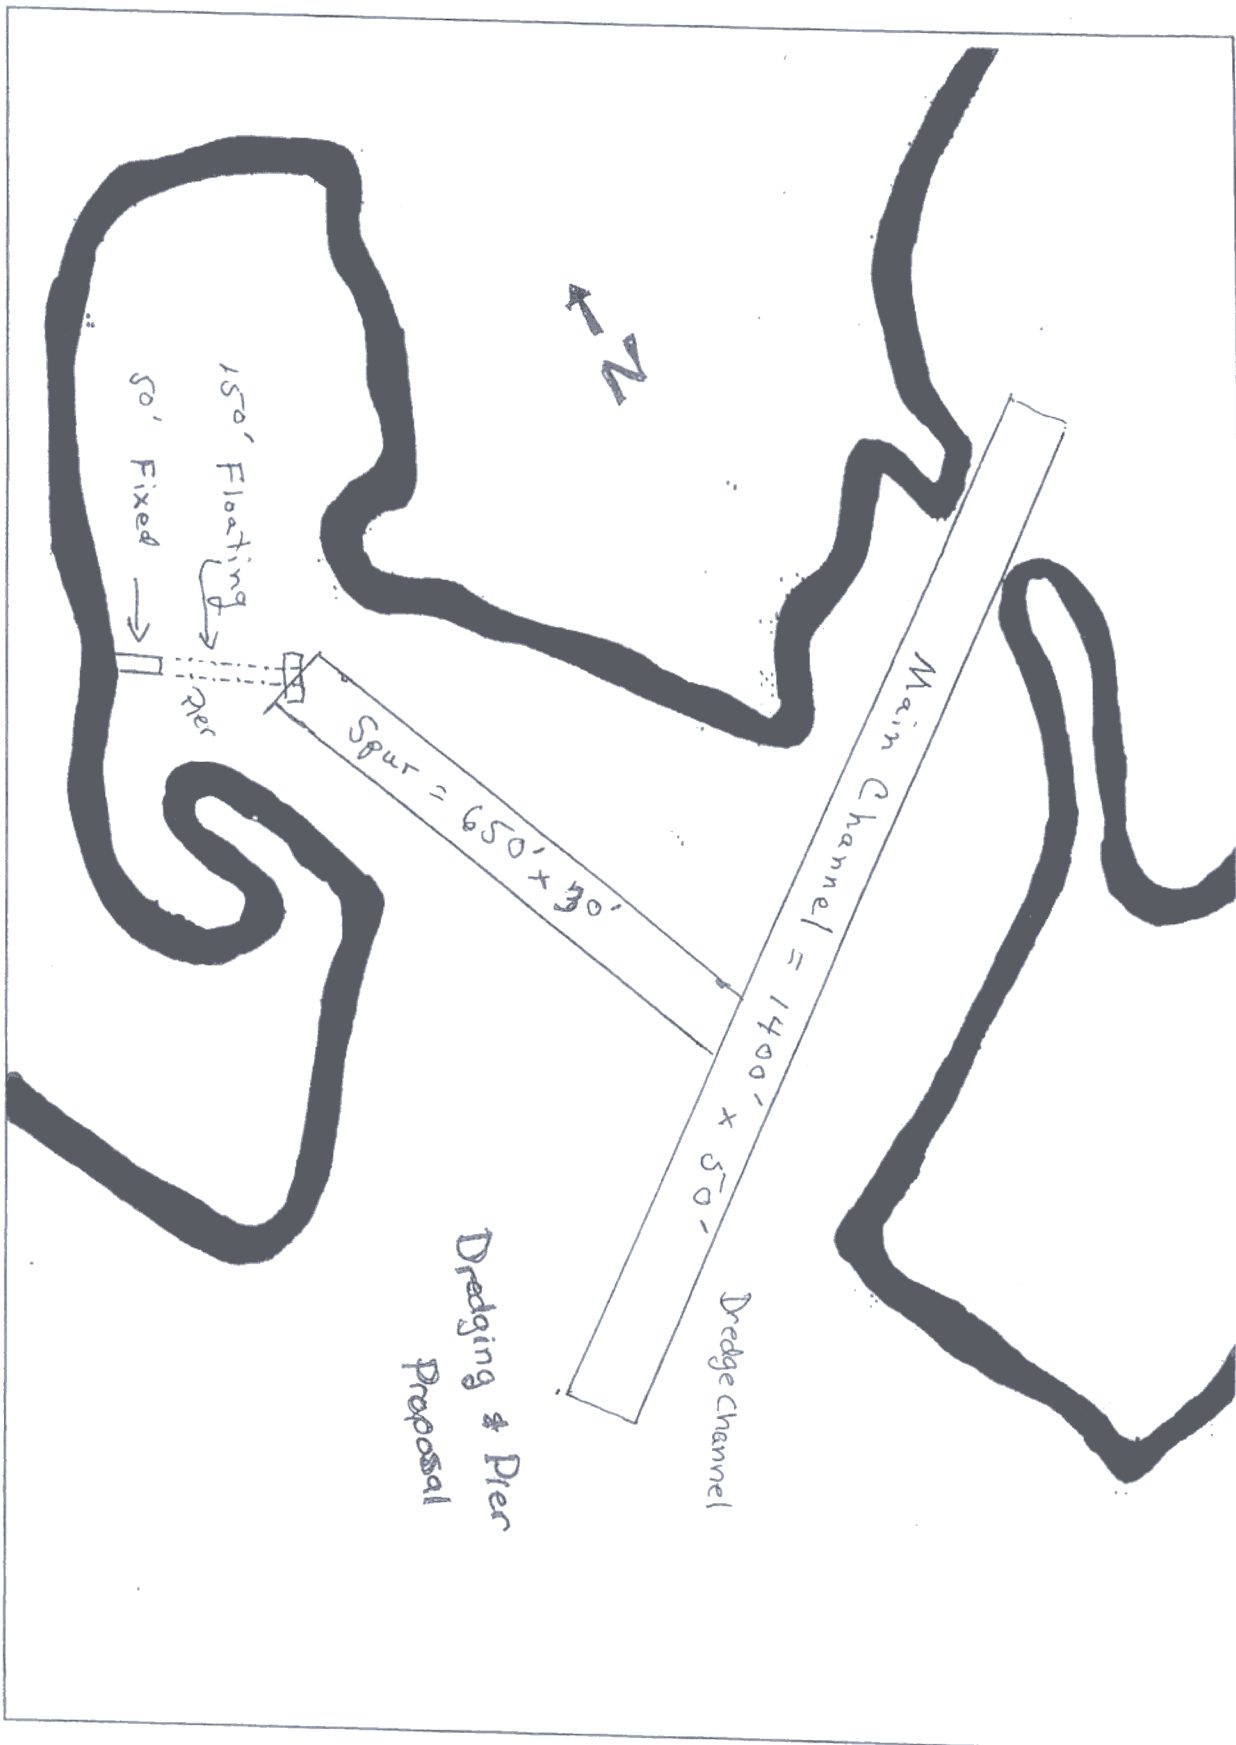 N
Main Channel = 1400' x 50'
Spur = 650' x 30'
150' Floating
50' Fixed
Pier
Dredge Channel
Dredging & Pier
Proposal